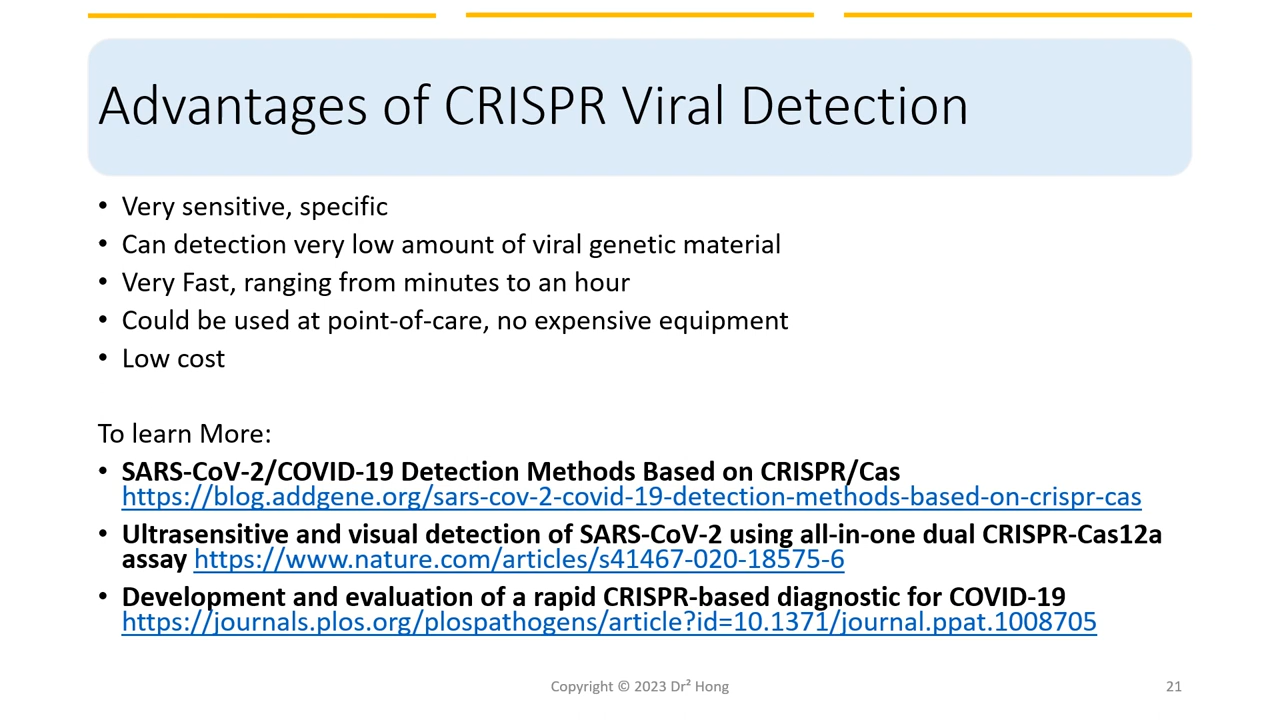 Advantages of CRISPR Viral Detection
• Very sensitive, specific
• Can detection very low amount of viral genetic material
• Very Fast, ranging from minutes to an hour
• Could be used at point-of-care, no expensive equipment
• Low cost
To learn More:
• SARS-CoV-2/COVID-19 Detection Methods Based on CRISPR/Cas
https://blog.addgene.org/sars-cov-2-covid-19-detection-methods-based-on-crispr-cas
• Ultrasensitive and visual detection of SARS-CoV-2 using all-in-one dual CRISPR-Cas12a
assay https://www.nature.com/articles/s41467-020-18575-6
• Development and evaluation of a rapid CRISPR-based diagnostic for COVID-19
https://journals.plos.org/plospathogens/article?id=10.1371/journal.ppat.1008705
Copyright © 2023 Dr² Hong
21